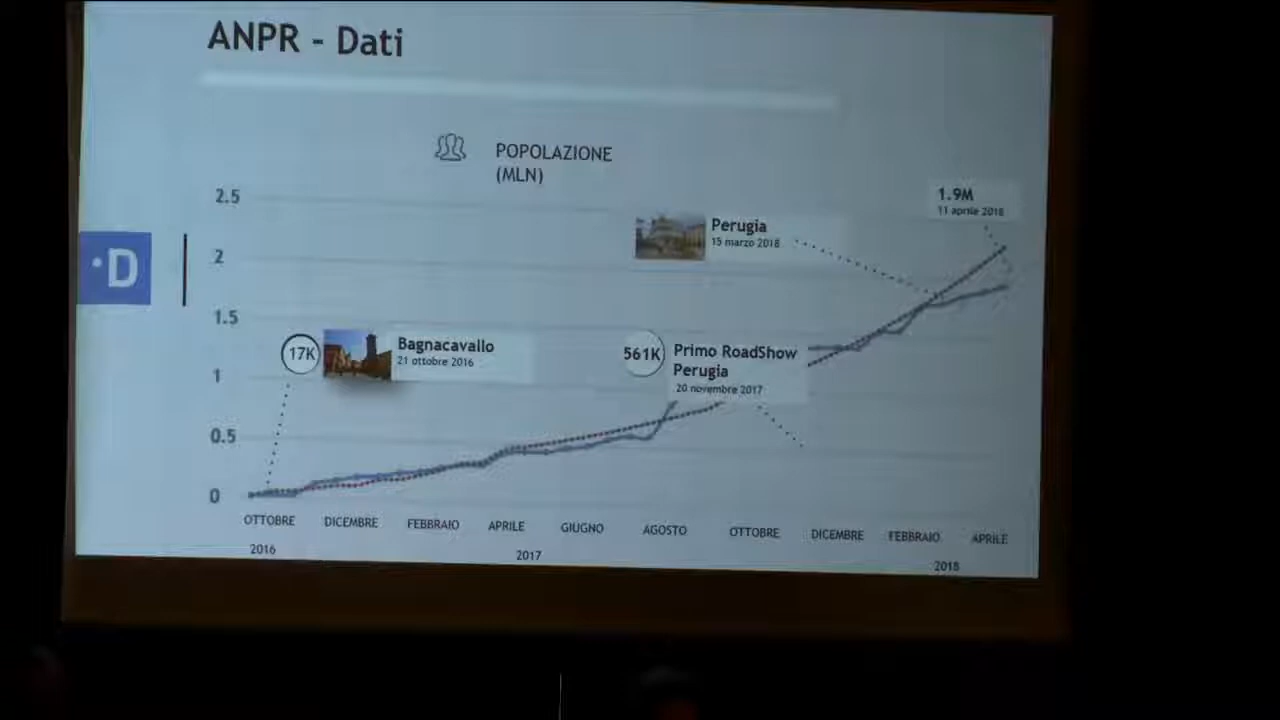 ANPR - Dati
POPOLAZIONE
(MLN)
2.5
2
1.5
1
0.5
0
1.9M
11 aprile 2018
Perugia
15 marzo 2018
·D
17K
Bagnacavallo
21 ottobre 2016
561K
Primo RoadShow
Perugia
20 novembre 2017
OTTOBRE DICEMBRE FEBBRAIO APRILE GIUGNO AGOSTO OTTOBRE DICEMBRE FEBBRAIO APRILE
2016 2017 2018